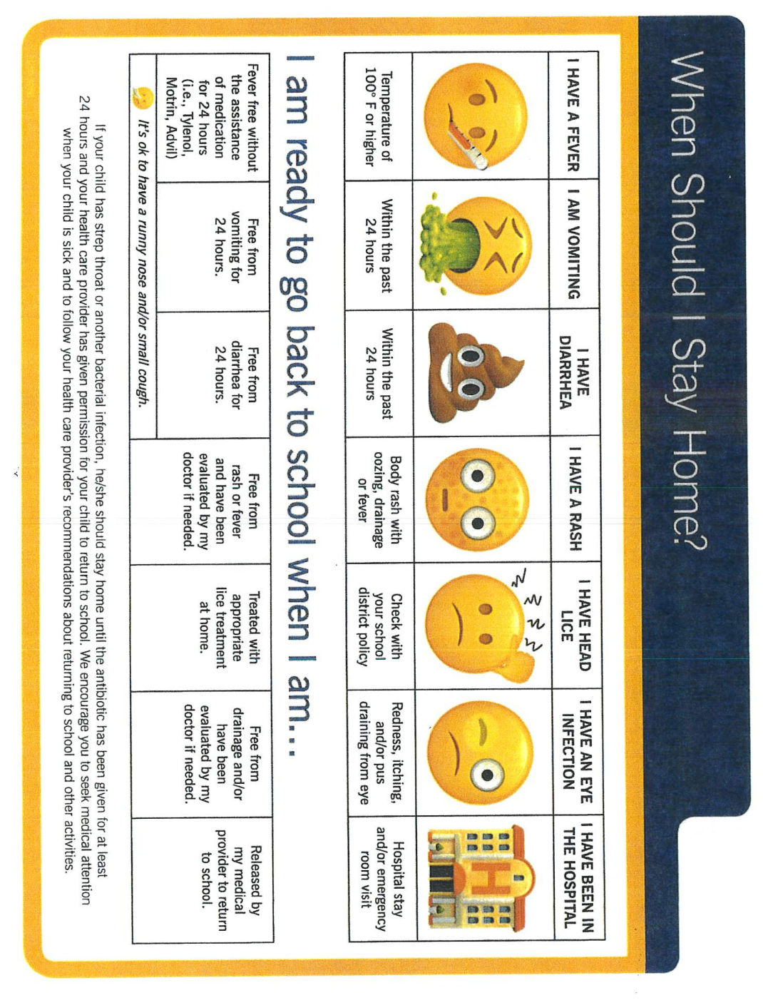 When Should I Stay Home?
I HAVE A FEVER
I AM VOMITING
I HAVE
DIARRHEA
I HAVE A RASH
I HAVE HEAD
LICE
I HAVE AN EYE
INFECTION
I HAVE BEEN IN
THE HOSPITAL
H
Temperature of
100° F or higher
Within the past
24 hours
Within the past
24 hours
Body rash with
oozing, drainage
or fever
Check with
your school
district policy
Redness, itching,
and/or pus
draining from eye
Hospital stay
and/or emergency
room visit
I am ready to go back to school when I am...
Fever free without
the assistance
of medication
for 24 hours
(i.e., Tylenol,
Motrin, Advil)
Free from
vomiting for
24 hours.
Free from
diarrhea for
24 hours.
Free from
rash or fever
and have been
evaluated by my
doctor if needed.
Treated with
appropriate
lice treatment
at home.
Free from
drainage and/or
have been
evaluated by my
doctor if needed.
Released by
my medical
provider to return
to school.
It's ok to have a runny nose and/or small cough.
If your child has strep throat or another bacterial infection, he/she should stay home until the antibiotic has been given for at least
24 hours and your health care provider has given permission for your child to return to school. We encourage you to seek medical attention
when your child is sick and to follow your health care provider's recommendations about returning to school and other activities.